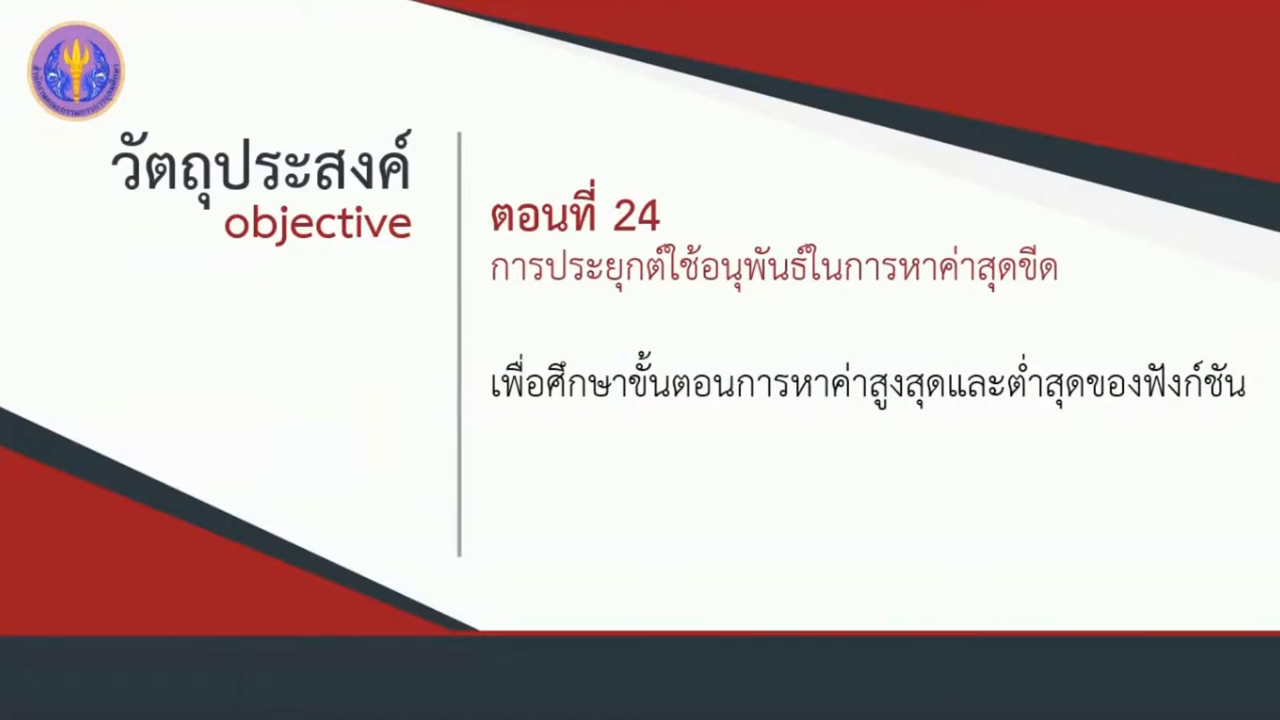 วัตถุประสงค์
objective
ตอนที่ 24
การประยุกต์ใช้อนุพันธ์ในการหาค่าสุดขีด
เพื่อศึกษาขั้นตอนการหาค่าสูงสุดและต่ำสุดของฟังก์ชัน